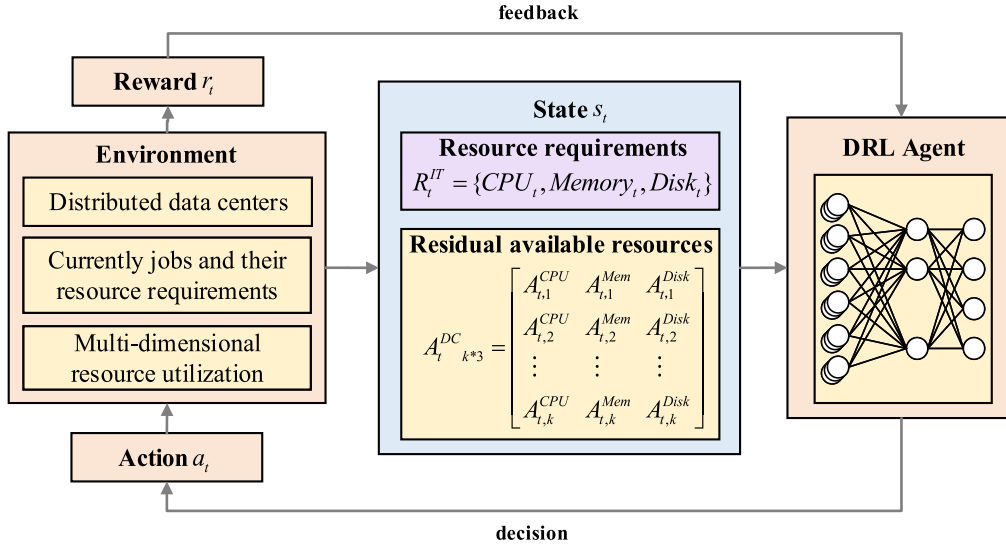 feedback
Reward r_t
Environment
Distributed data centers
Currently jobs and their
resource requirements
Multi-dimensional
resource utilization
Action a_t
State s_t
Resource requirements
R_t^{IT} = {CPU_t, Memory_t, Disk_t}
Residual available resources
A_t^{DC}_{k*3} = [
A_{t,1}^{CPU} A_{t,1}^{Mem} A_{t,1}^{Disk}
A_{t,2}^{CPU} A_{t,2}^{Mem} A_{t,2}^{Disk}
⋮ ⋮ ⋮
A_{t,k}^{CPU} A_{t,k}^{Mem} A_{t,k}^{Disk}
]
DRL Agent
decision